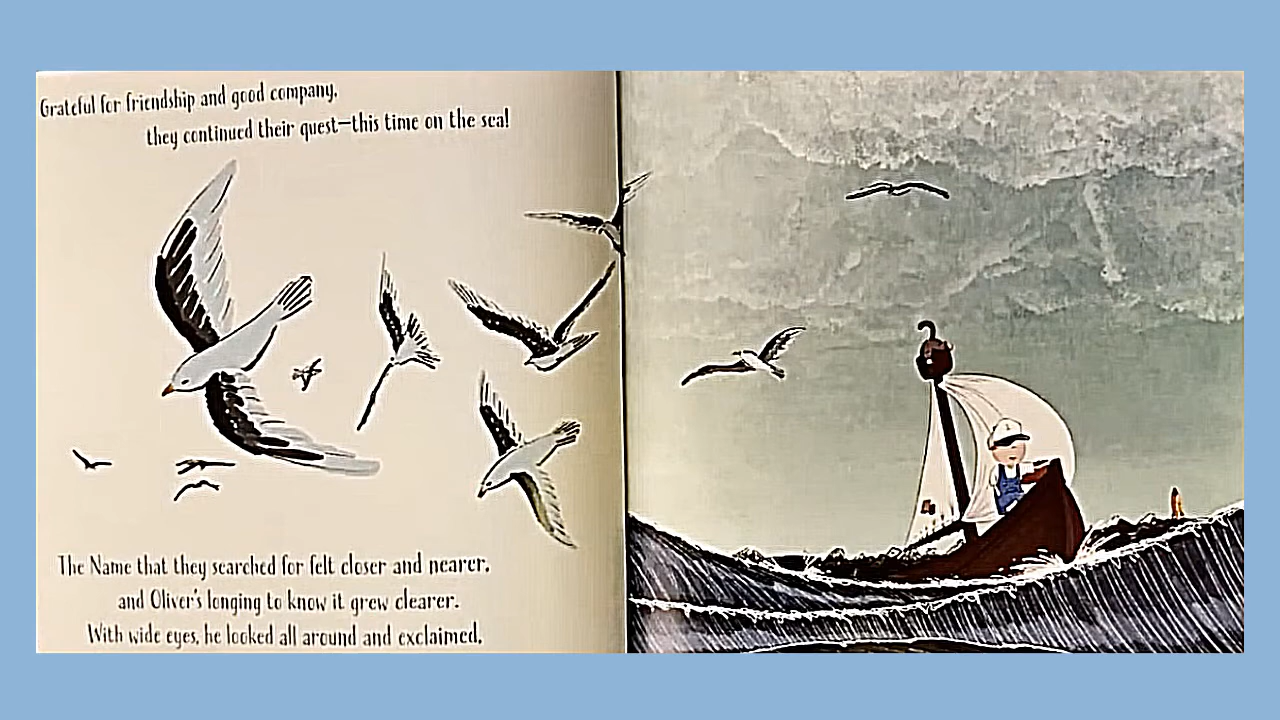 Grateful for friendship and good company,
they continued their quest—this time on the sea!
The Name that they searched for felt closer and nearer,
and Oliver's longing to know it grew clearer.
With wide eyes, he looked all around and exclaimed,